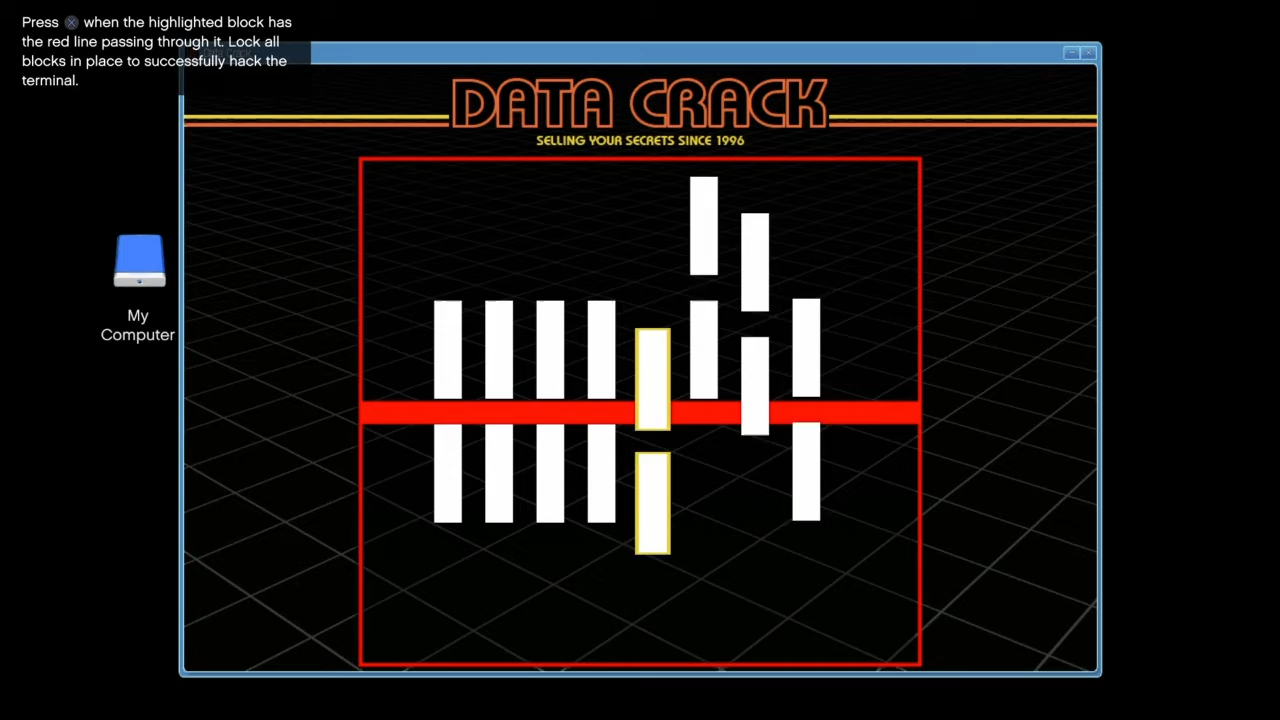 Press ⊗ when the highlighted block has
the red line passing through it. Lock all
blocks in place to successfully hack the
terminal.
DATA CRACK
SELLING YOUR SECRETS SINCE 1996
My
Computer